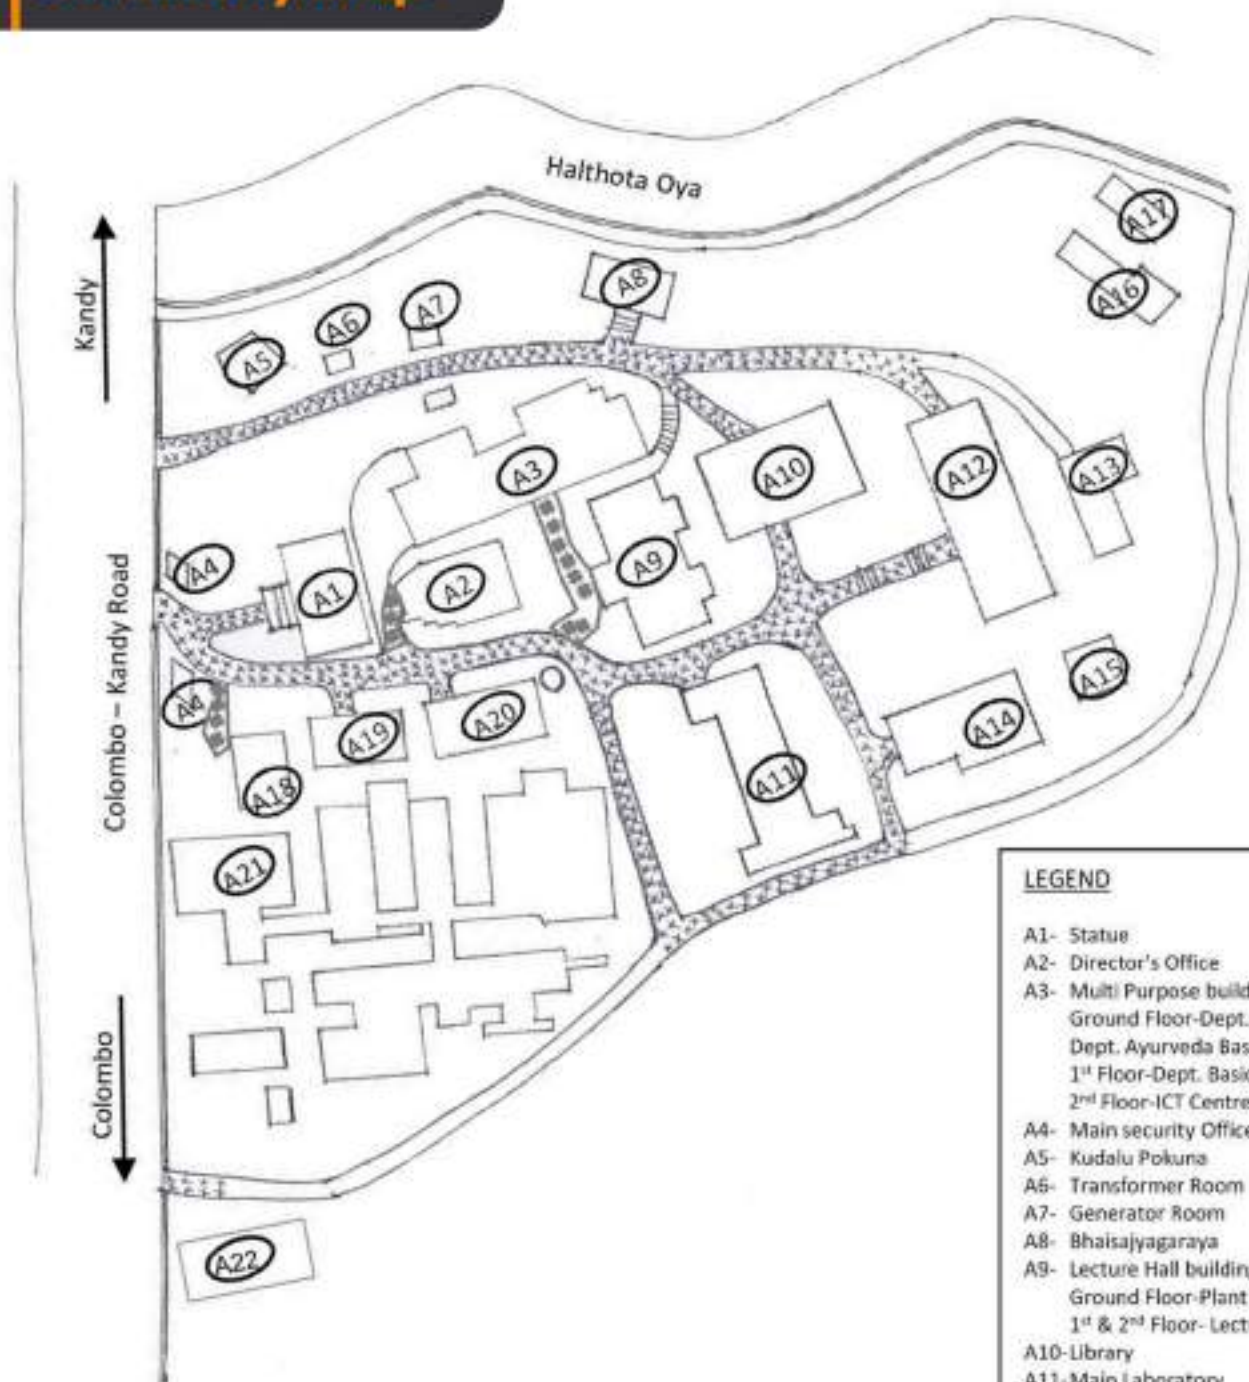 Halthota Oya
Kandy
Colombo – Kandy Road
Colombo
A17
A16
A8
A7
A6
A5
A3
A10
A12
A13
A4
A1
A2
A9
A4
A19
A20
A14
A15
A18
A11
A21
A22
LEGEND
A1- Statue
A2- Director's Office
A3- Multi Purpose build
Ground Floor-Dept.
Dept. Ayurveda Bas
1st Floor-Dept. Basic
2nd Floor-ICT Centre
A4- Main security Office
A5- Kudalu Pokuna
A6- Transformer Room
A7- Generator Room
A8- Bhaisajyagaraya
A9- Lecture Hall building
Ground Floor-Plant
1st & 2nd Floor- Lect
A10-Library
A11-Main Laboratory